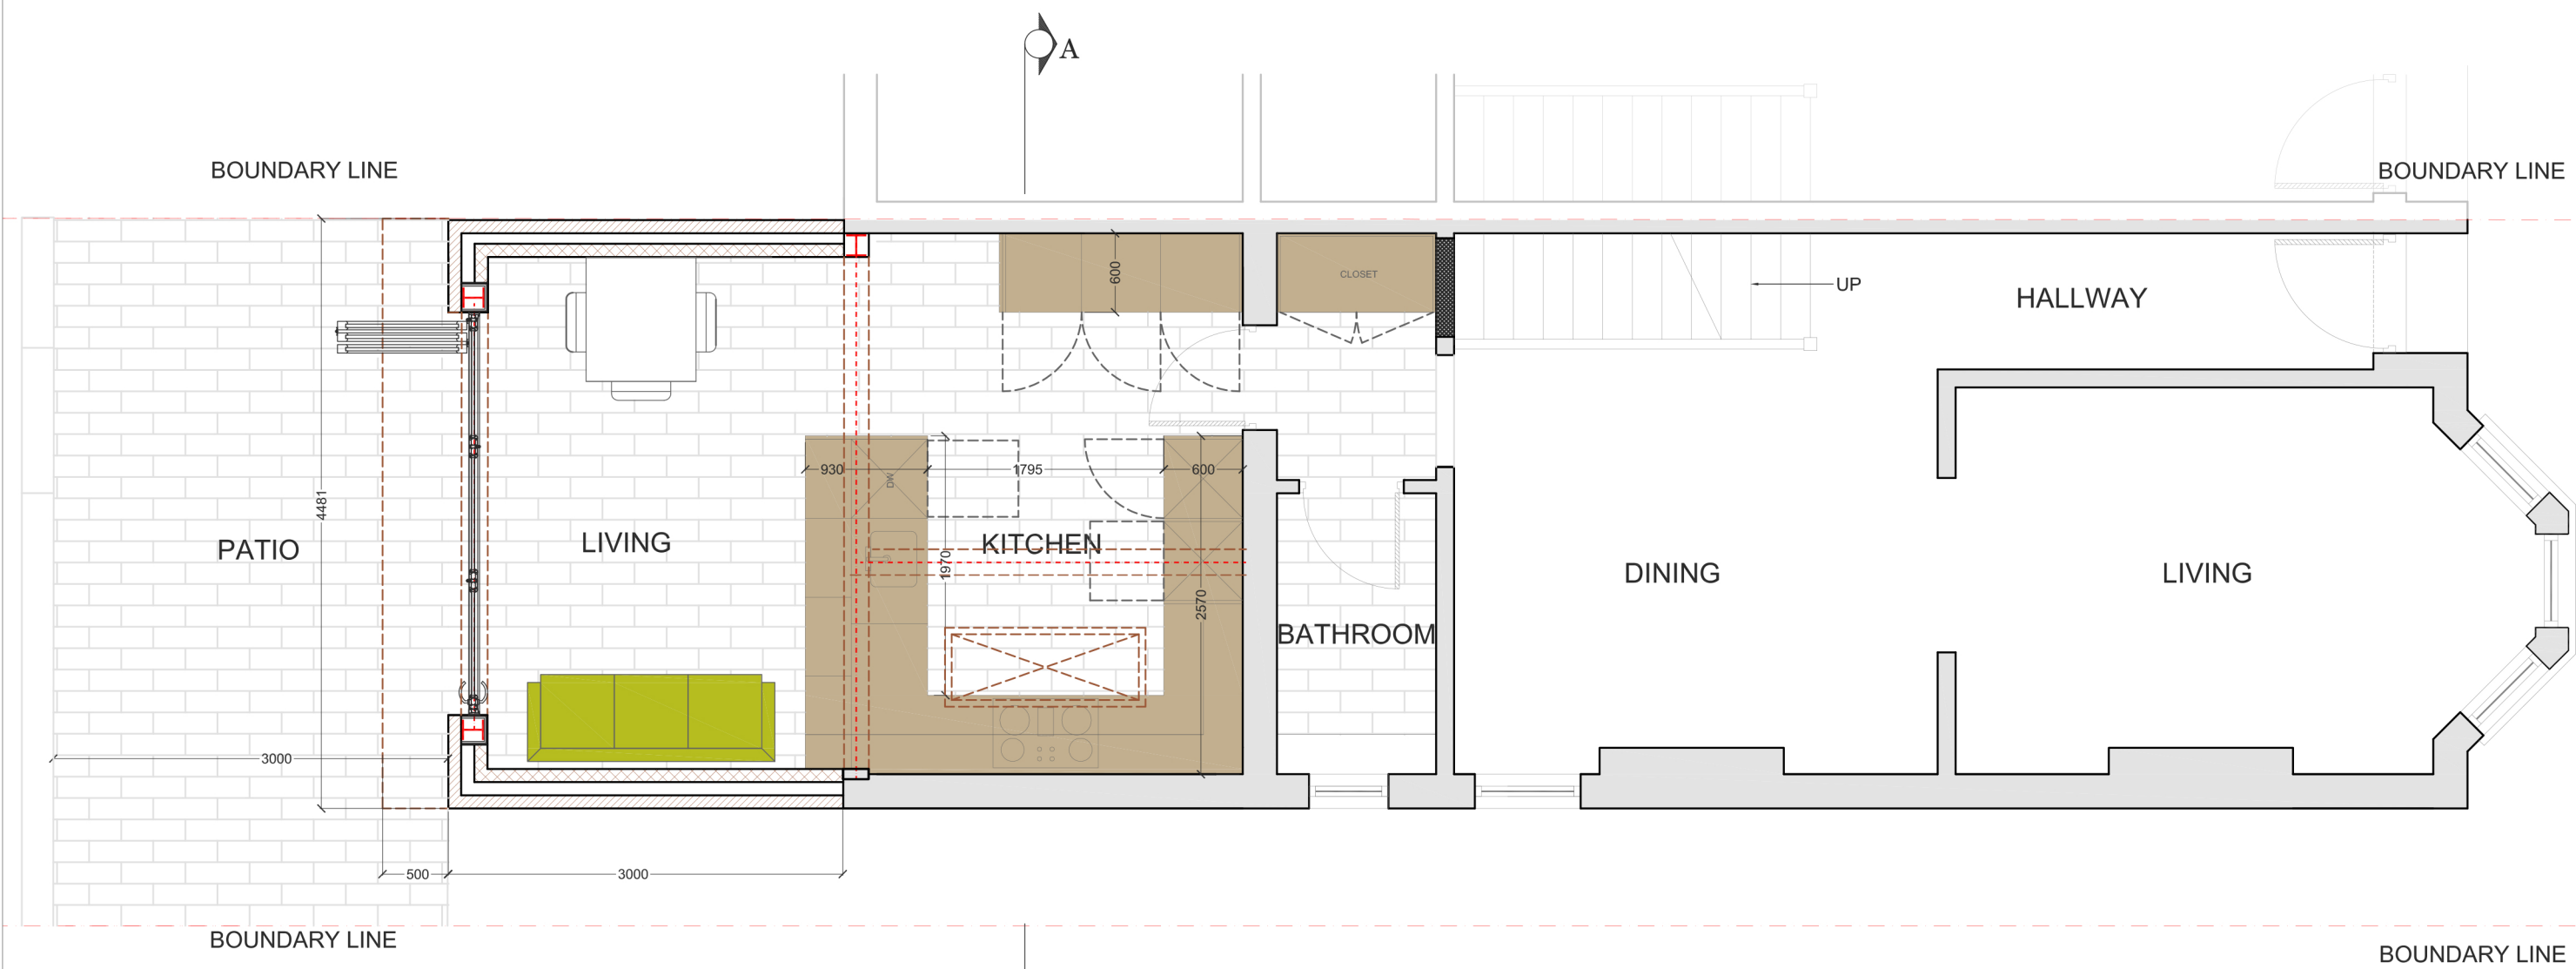 A
BOUNDARY LINE
BOUNDARY LINE
600
CLOSET
UP
HALLWAY
930
1795
600
DW
4481
PATIO
LIVING
KITCHEN
1970
2570
DINING
LIVING
BATHROOM
3000
500
3000
BOUNDARY LINE
BOUNDARY LINE